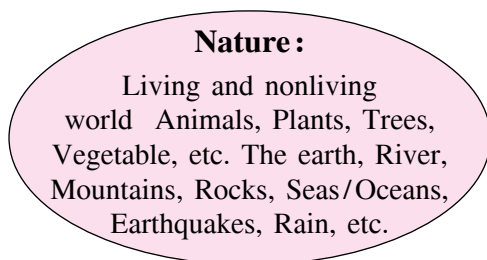 Nature :
Living and nonliving
world Animals, Plants, Trees,
Vegetable, etc. The earth, River,
Mountains, Rocks, Seas/Oceans,
Earthquakes, Rain, etc.